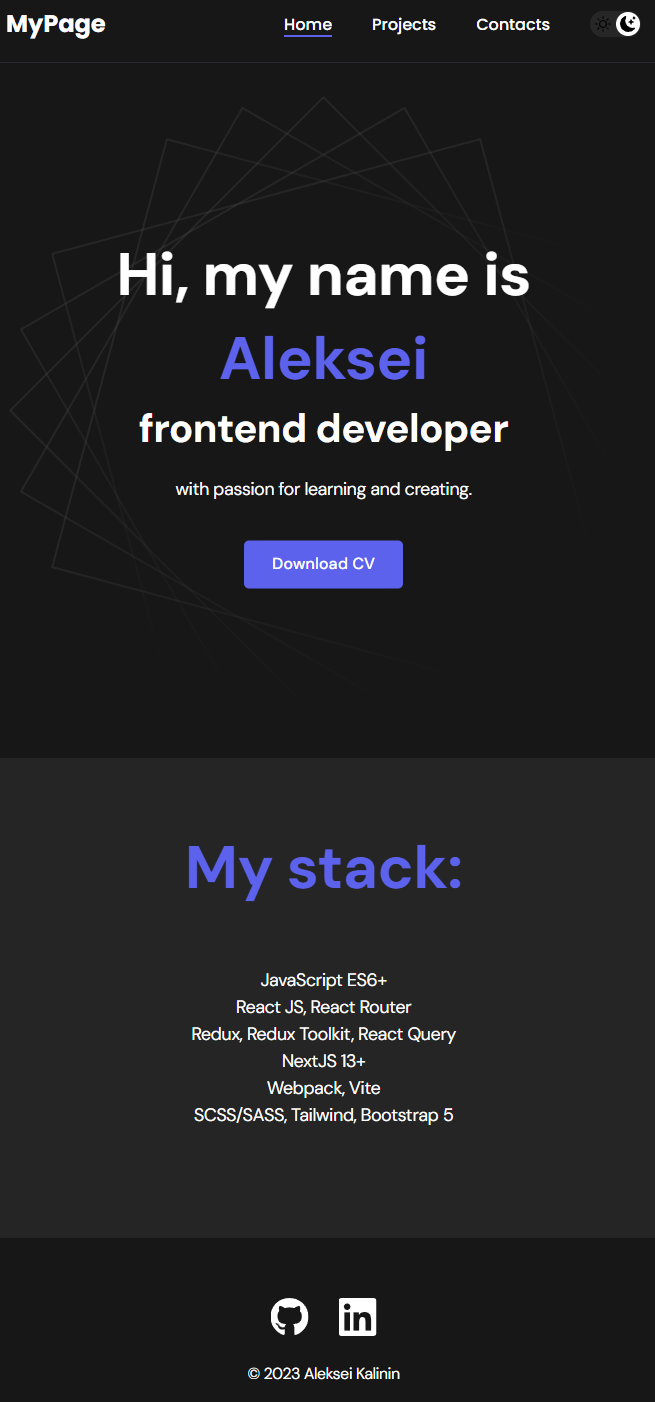 MyPage
Home Projects Contacts
Hi, my name is
Aleksei
frontend developer
with passion for learning and creating.
Download CV
My stack:
JavaScript ES6+
React JS, React Router
Redux, Redux Toolkit, React Query
NextJS 13+
Webpack, Vite
SCSS/SASS, Tailwind, Bootstrap 5
in
© 2023 Aleksei Kalinin